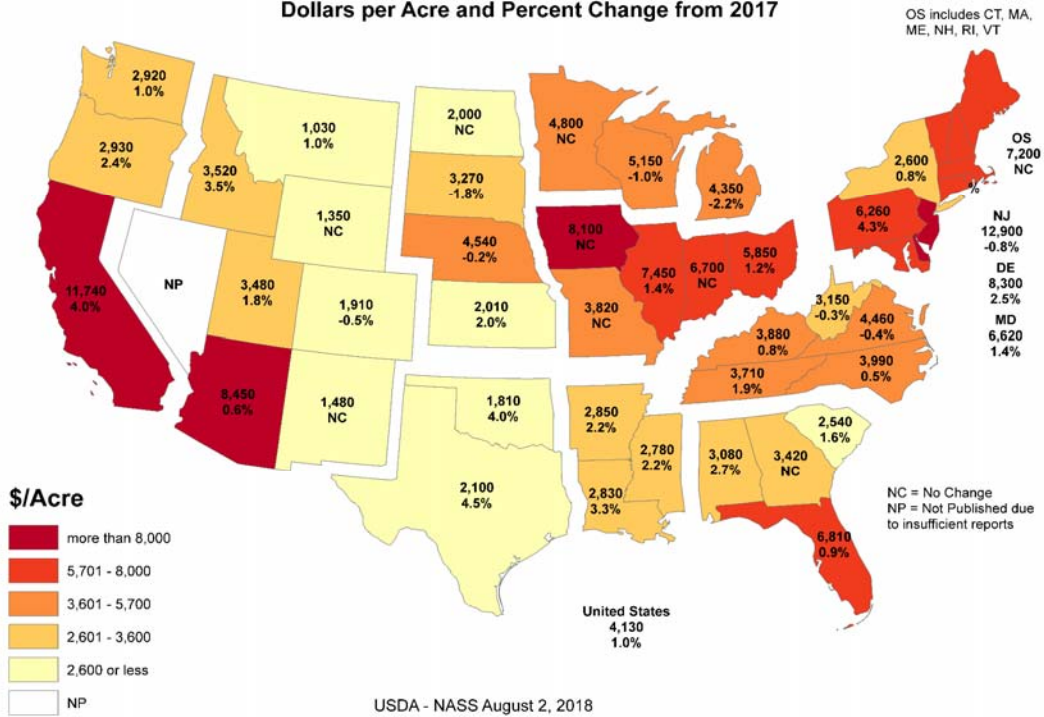 Dollars per Acre and Percent Change from 2017
OS includes CT, MA,
ME, NH, RI, VT
2,920
1.0%
2,930
2.4%
3,520
3.5%
1,030
1.0%
1,350
NC
2,000
NC
3,270
-1.8%
4,540
-0.2%
2,010
2.0%
4,800
NC
5,150
-1.0%
4,350
-2.2%
8,100
NC
7,450
1.4%
6,700
NC
5,850
1.2%
3,820
NC
2,600
0.8%
6,260
4.3%
OS
7,200
NC
%
NJ
12,900
-0.8%
DE
8,300
2.5%
MD
6,620
1.4%
NP
11,740
4.0%
3,480
1.8%
1,910
-0.5%
8,450
0.6%
1,480
NC
3,150
-0.3%
4,460
-0.4%
3,880
0.8%
3,990
0.5%
3,710
1.9%
1,810
4.0%
2,100
4.5%
2,850
2.2%
2,830
3.3%
2,780
2.2%
3,080
2.7%
3,420
NC
2,540
1.6%
6,810
0.9%
$/Acre
more than 8,000
5,701 - 8,000
3,601 - 5,700
2,601 - 3,600
2,600 or less
NP
NC = No Change
NP = Not Published due
to insufficient reports
United States
4,130
1.0%
USDA - NASS August 2, 2018